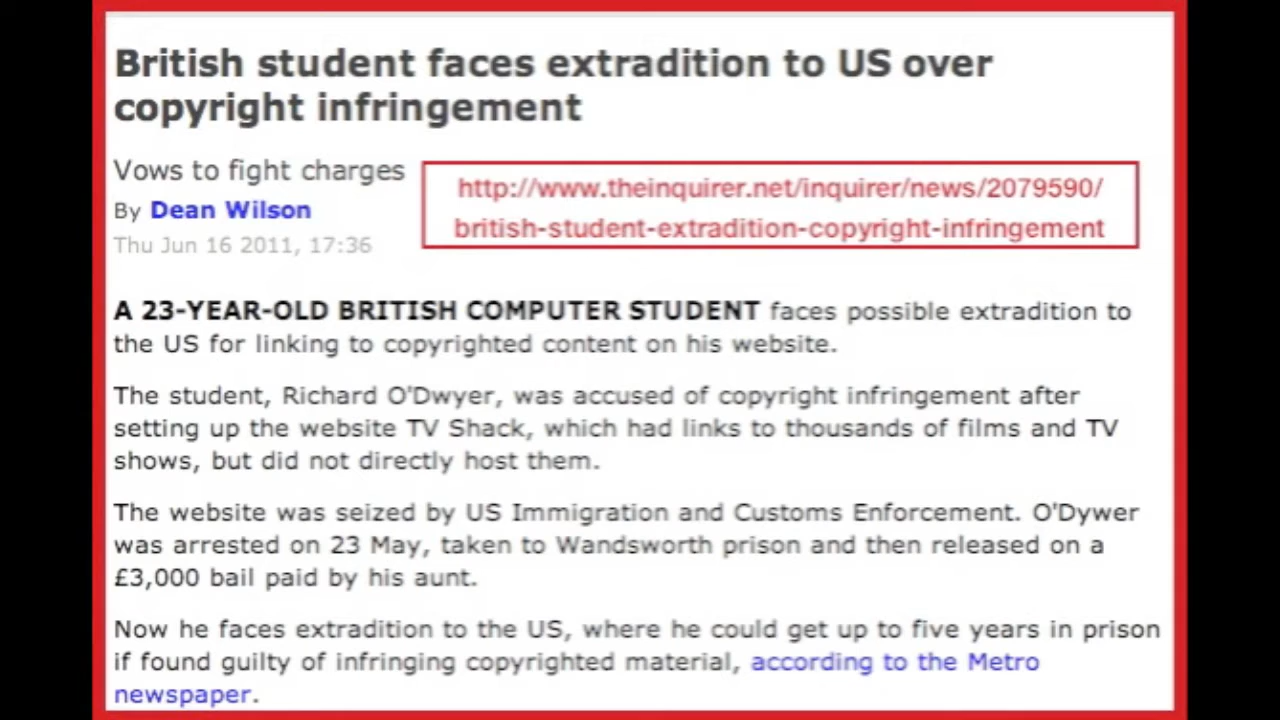 British student faces extradition to US over
copyright infringement
Vows to fight charges
By Dean Wilson
Thu Jun 16 2011, 17:36
http://www.theinquirer.net/inquirer/news/2079590/
british-student-extradition-copyright-infringement
A 23-YEAR-OLD BRITISH COMPUTER STUDENT faces possible extradition to
the US for linking to copyrighted content on his website.
The student, Richard O'Dwyer, was accused of copyright infringement after
setting up the website TV Shack, which had links to thousands of films and TV
shows, but did not directly host them.
The website was seized by US Immigration and Customs Enforcement. O'Dywer
was arrested on 23 May, taken to Wandsworth prison and then released on a
£3,000 bail paid by his aunt.
Now he faces extradition to the US, where he could get up to five years in prison
if found guilty of infringing copyrighted material, according to the Metro
newspaper.